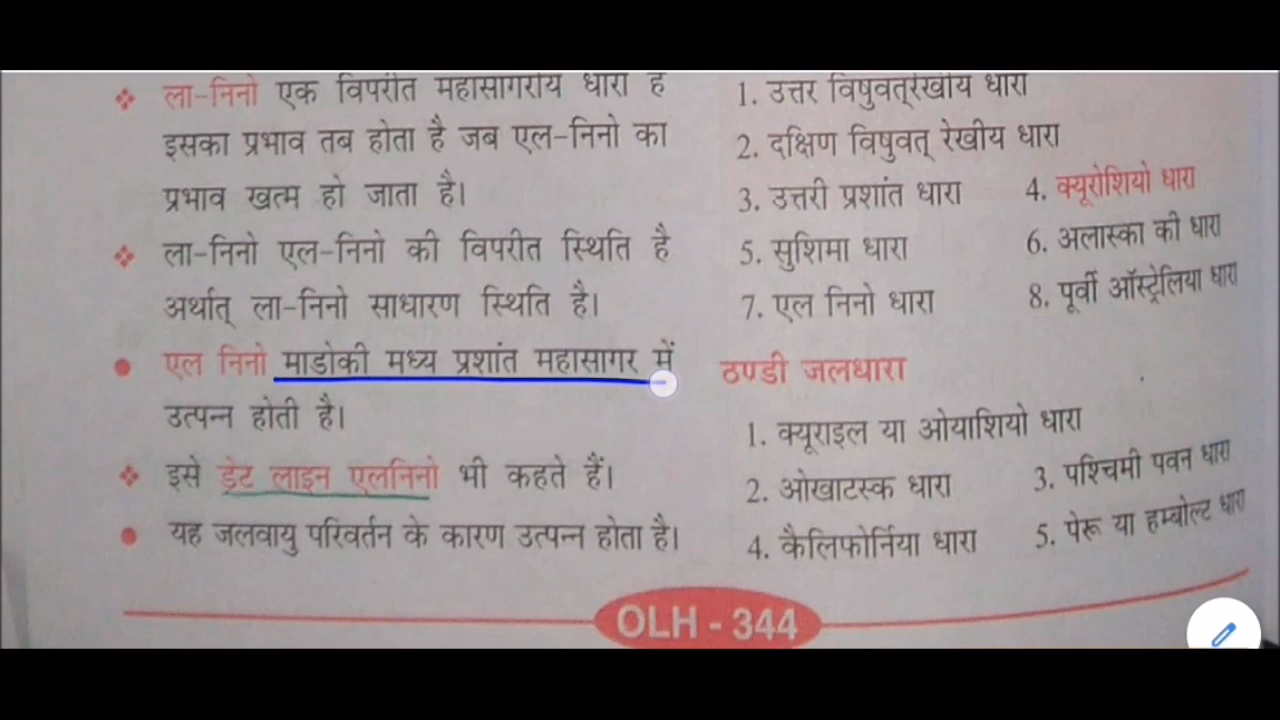 ला-निनो एक विपरीत महासागरीय धारा है
इसका प्रभाव तब होता है जब एल-निनो का
प्रभाव खत्म हो जाता है।
ला-निनो एल-निनो की विपरीत स्थिति है
अर्थात् ला-निनो साधारण स्थिति है।
एल निनो माडोकी मध्य प्रशांत महासागर में
उत्पन्न होती है।
इसे ड्रेट लाइन एलनिनो भी कहते हैं।
यह जलवायु परिवर्तन के कारण उत्पन्न होता है।
1. उत्तर विषुवत्रेखीय धारा
2. दक्षिण विषुवत् रेखीय धारा
3. उत्तरी प्रशांत धारा 4. क्यूरोशियो धारा
5. सुशिमा धारा 6. अलास्का की धारा
7. एल निनो धारा 8. पूर्वी ऑस्ट्रेलिया धारा
ठण्डी जलधारा
1. क्यूराइल या ओयाशियो धारा
2. ओखाटस्क धारा 3. पश्चिमी पवन धारा
4. कैलिफोर्निया धारा 5. पेरू या हम्बोल्ट धारा
OLH - 344